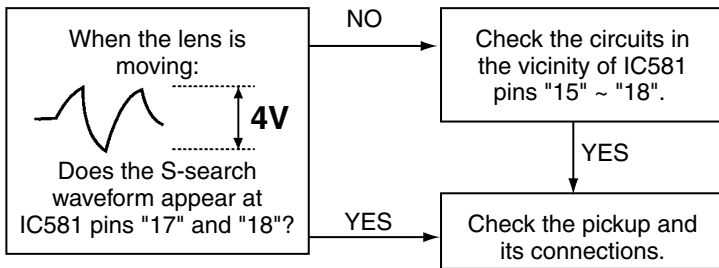 When the lens is
moving:
4V
Does the S-search
waveform appear at
IC581 pins "17" and "18"?
NO
Check the circuits in
the vicinity of IC581
pins "15" ~ "18".
YES
YES
Check the pickup and
its connections.